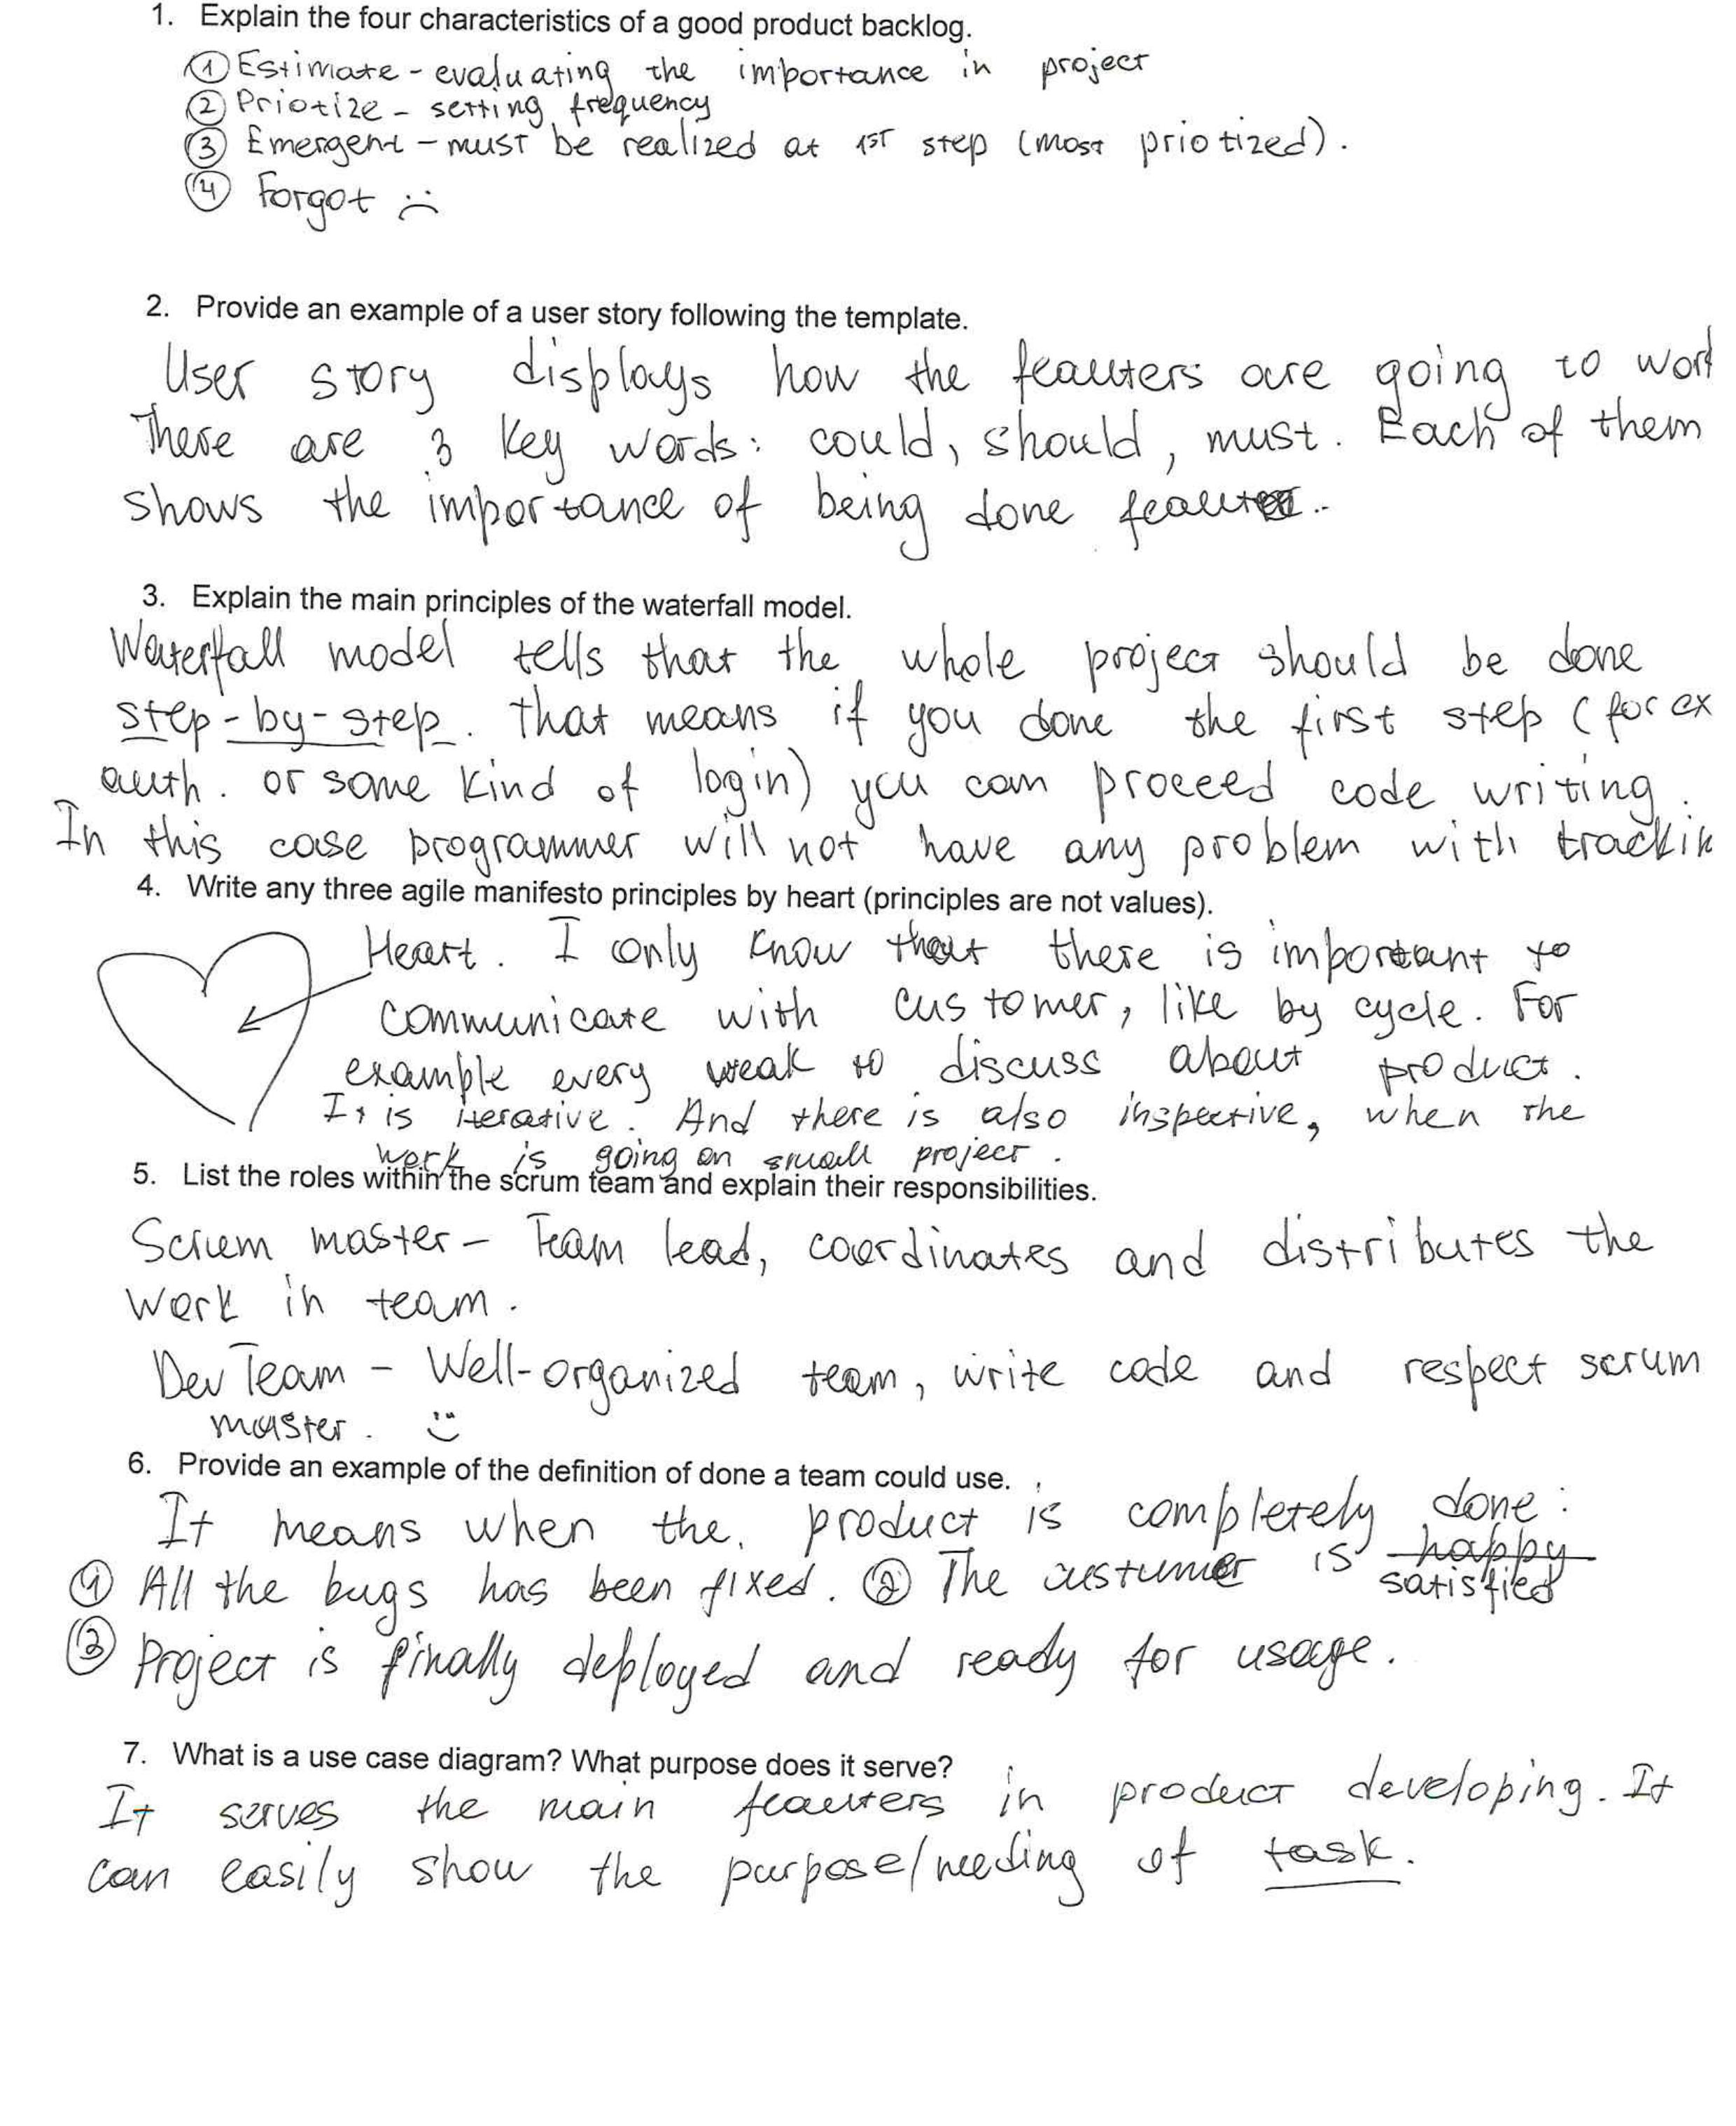 1. Explain the four characteristics of a good product backlog.
① Estimate - evaluating the importance in project
② Priotize - setting frequency
③ Emergent - must be realized at 1ST step (most priotized).
④ Forgot :(
2. Provide an example of a user story following the template.
User story displays how the feauters are going to work
There are 3 key words: could, should, must. Each of them
shows the importance of being done
3. Explain the main principles of the waterfall model.
Waterfall model tells that the whole project should be done
step-by-step. That means if you done the first step (for ex
auth. or some kind of login) you can proceed code writing.
In this case programmer will not have any problem with trackin
4. Write any three agile manifesto principles by heart (principles are not values).
Heart. I only know that there is important to
communicate with customer, like by cycle. For
example every weak to discuss about product.
It is iterative. And there is also inspective, when the
work is going on small project.
5. List the roles within the scrum team and explain their responsibilities.
Scrum master - Team lead, coordinates and distributes the
work in team.
Dev Team - Well-organized team, write code and respect scrum
master. :)
6. Provide an example of the definition of done a team could use.
It means when the product is completely done:
① All the bugs has been fixed. ② The custumer is happy
satisfied
③ Project is finally deployed and ready for usage.
7. What is a use case diagram? What purpose does it serve?
It serves the main feauters in product developing. It
can easily show the purpose/needing of task.